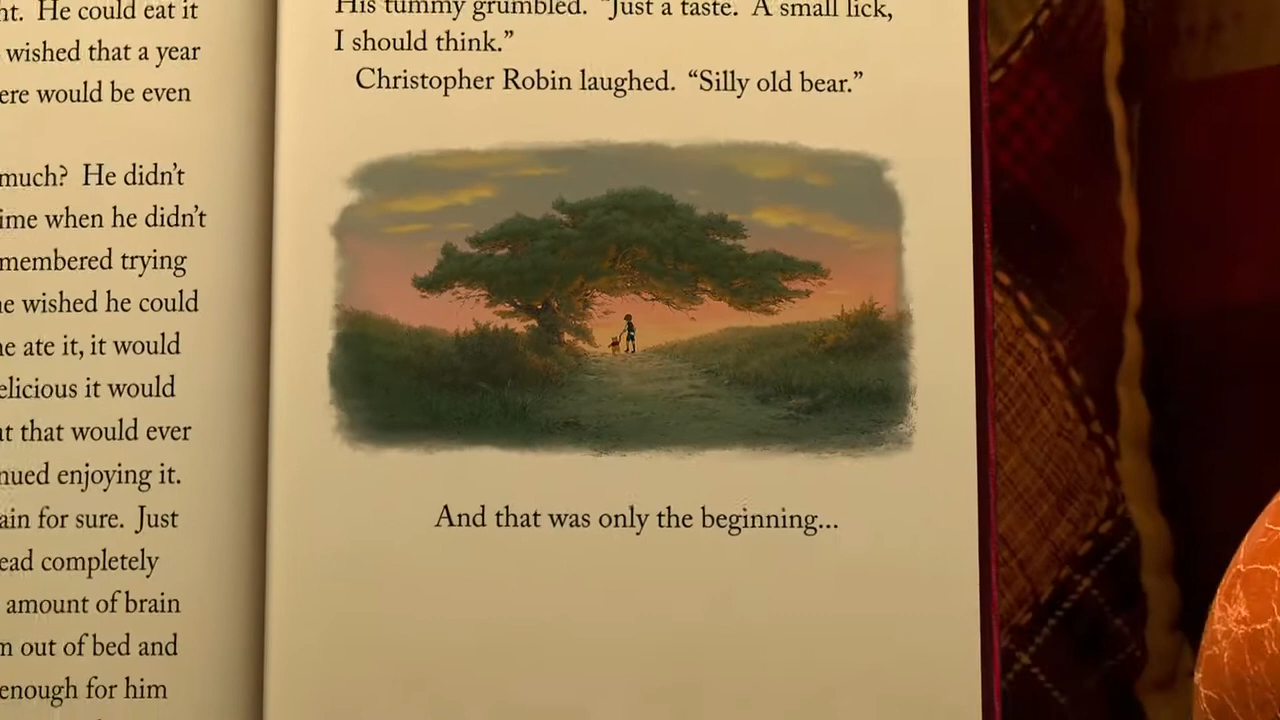 nt. He could eat it
wished that a year
ere would be even
much? He didn't
ime when he didn't
membered trying
ne wished he could
he ate it, it would
elicious it would
at that would ever
nued enjoying it.
ain for sure. Just
ead completely
amount of brain
m out of bed and
enough for him
His tummy grumbled. "Just a taste. A small lick,
I should think."
Christopher Robin laughed. "Silly old bear."
And that was only the beginning...